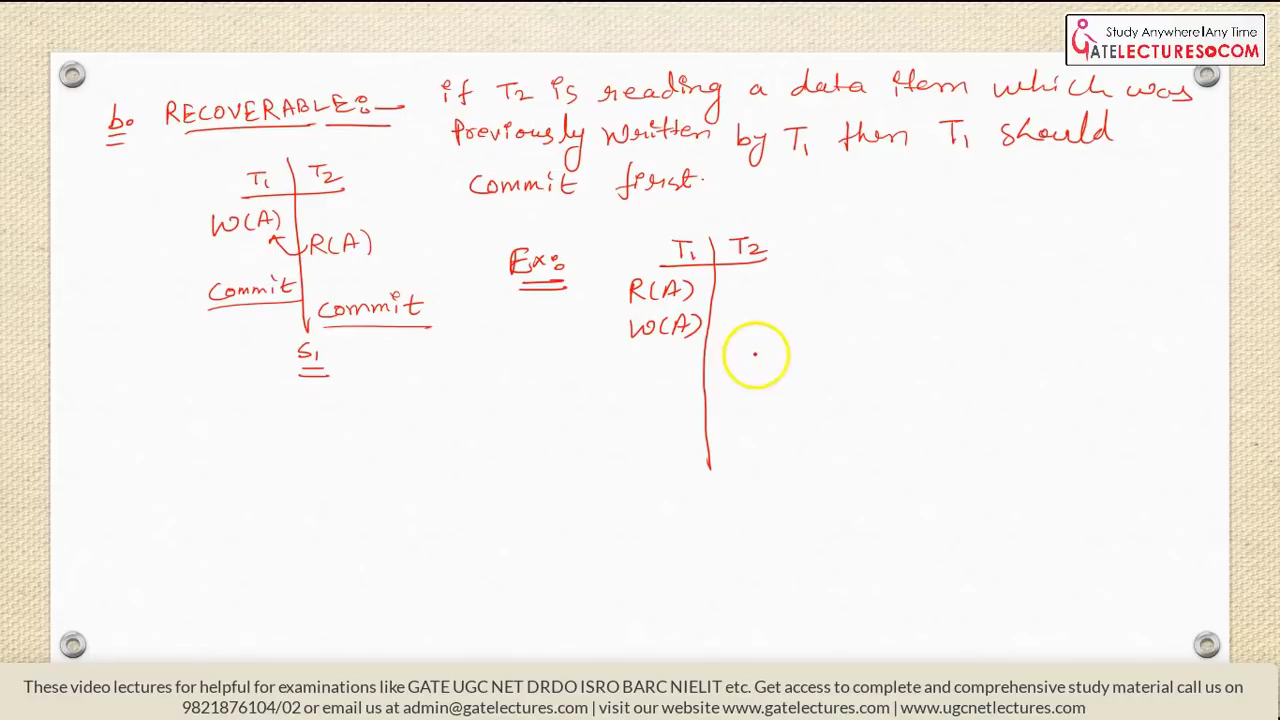 Study Anywhere|Any Time
GATELECTURES.COM
b. RECOVERABLE:—
if T2 is reading a data item which was
Previously written by T1 then T1 should
commit first.
T1 T2
W(A)
R(A)
Commit
Commit
S1
Ex:
T1 T2
R(A)
W(A)
These video lectures for helpful for examinations like GATE UGC NET DRDO ISRO BARC NIELIT etc. Get access to complete and comprehensive study material call us on
9821876104/02 or email us at admin@gatelectures.com | visit our website www.gatelectures.com | www.ugcnetlectures.com